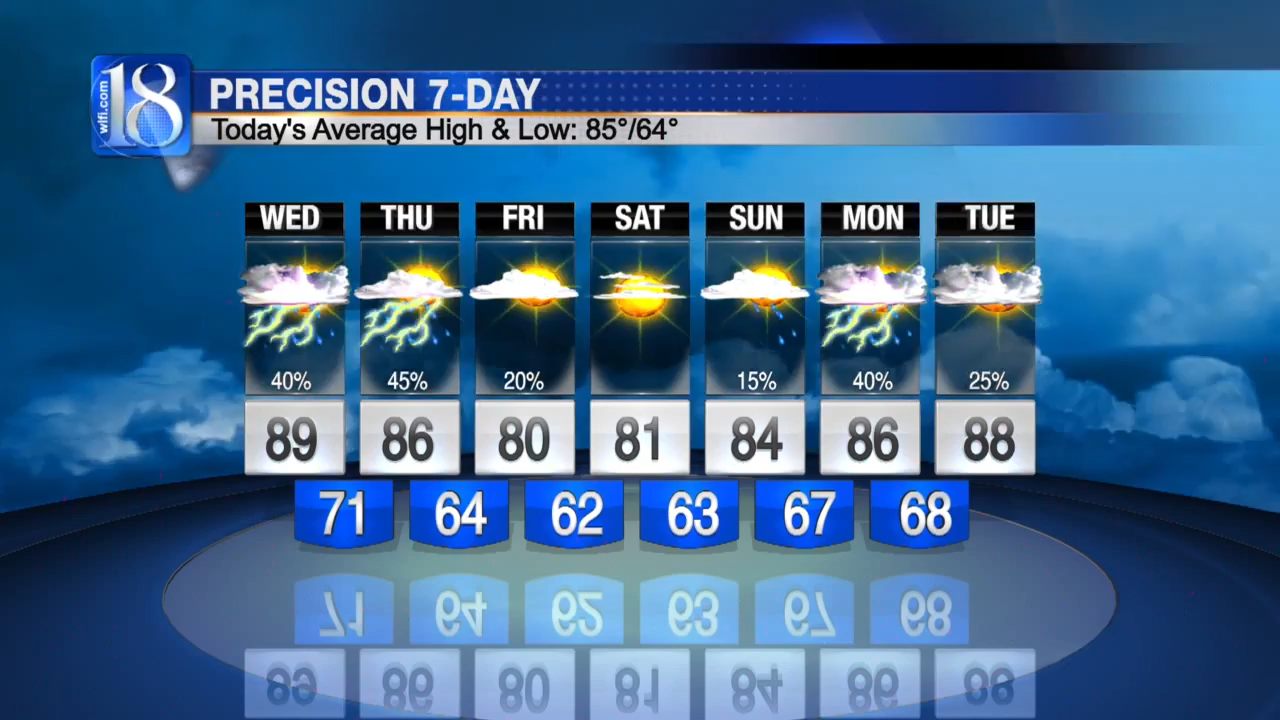 wlfi.com
18
PRECISION 7-DAY
Today's Average High & Low: 85°/64°
WED THU FRI SAT SUN MON TUE
40% 45% 20% 15% 40% 25%
89 86 80 81 84 86 88
71 64 62 63 67 68